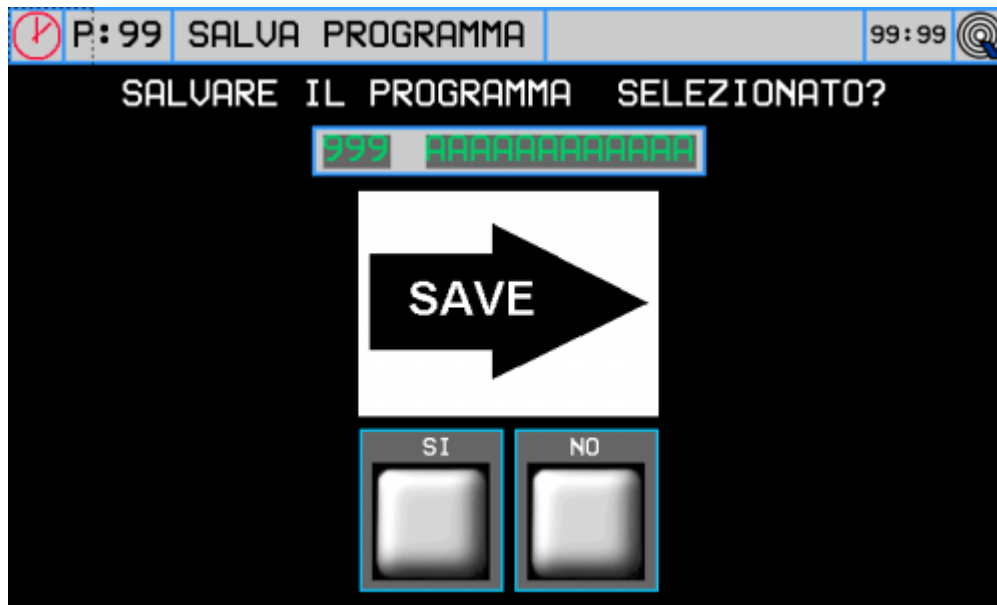 P:99 SALVA PROGRAMMA 99:99
SALVARE IL PROGRAMMA SELEZIONATO?
999 AAAAAAAAAAAA
SAVE
SI NO